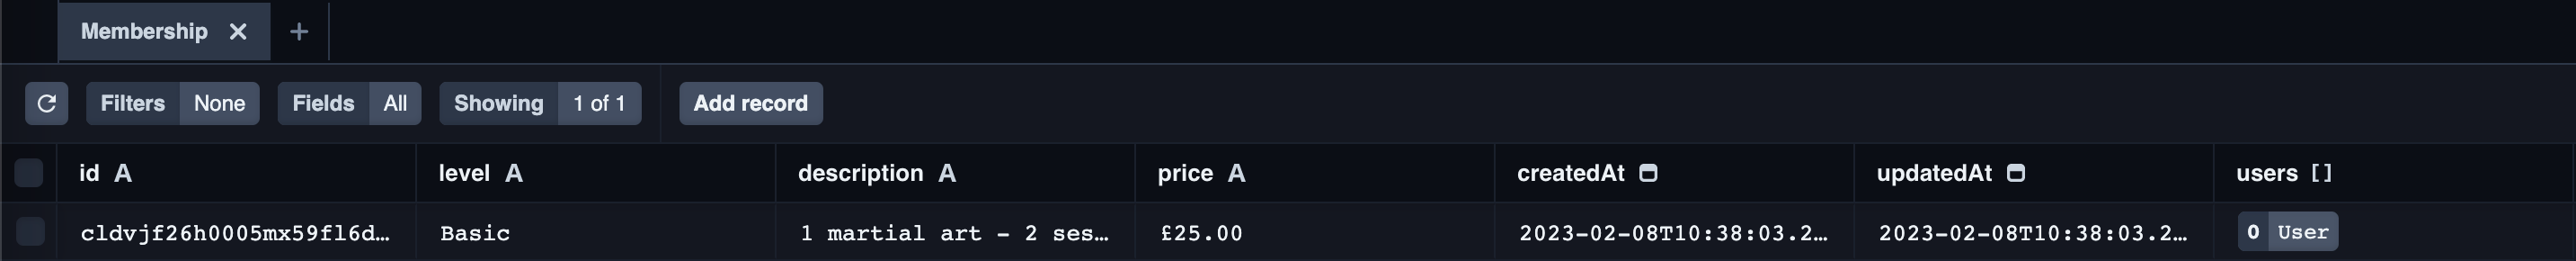 Membership
Filters None Fields All Showing 1 of 1 Add record
id A level A description A price A createdAt updatedAt users []
cldvjf26h0005mx59fl6d… Basic 1 martial art - 2 ses… £25.00 2023-02-08T10:38:03.2… 2023-02-08T10:38:03.2… 0 User